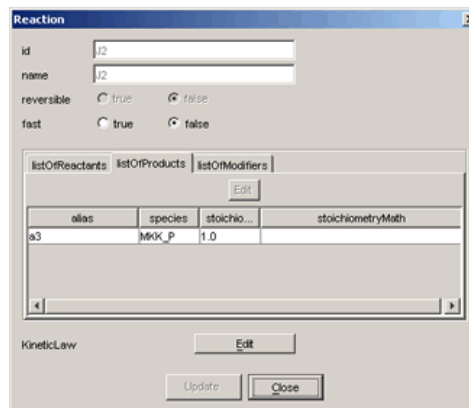 Reaction
id J2
name J2
reversible true false
fast true false
listOfReactants listOfProducts listOfModifiers
Edit
alias species stoichio... stoichiometryMath
a3 MKK_P 1.0
KineticLaw Edit
Update Close